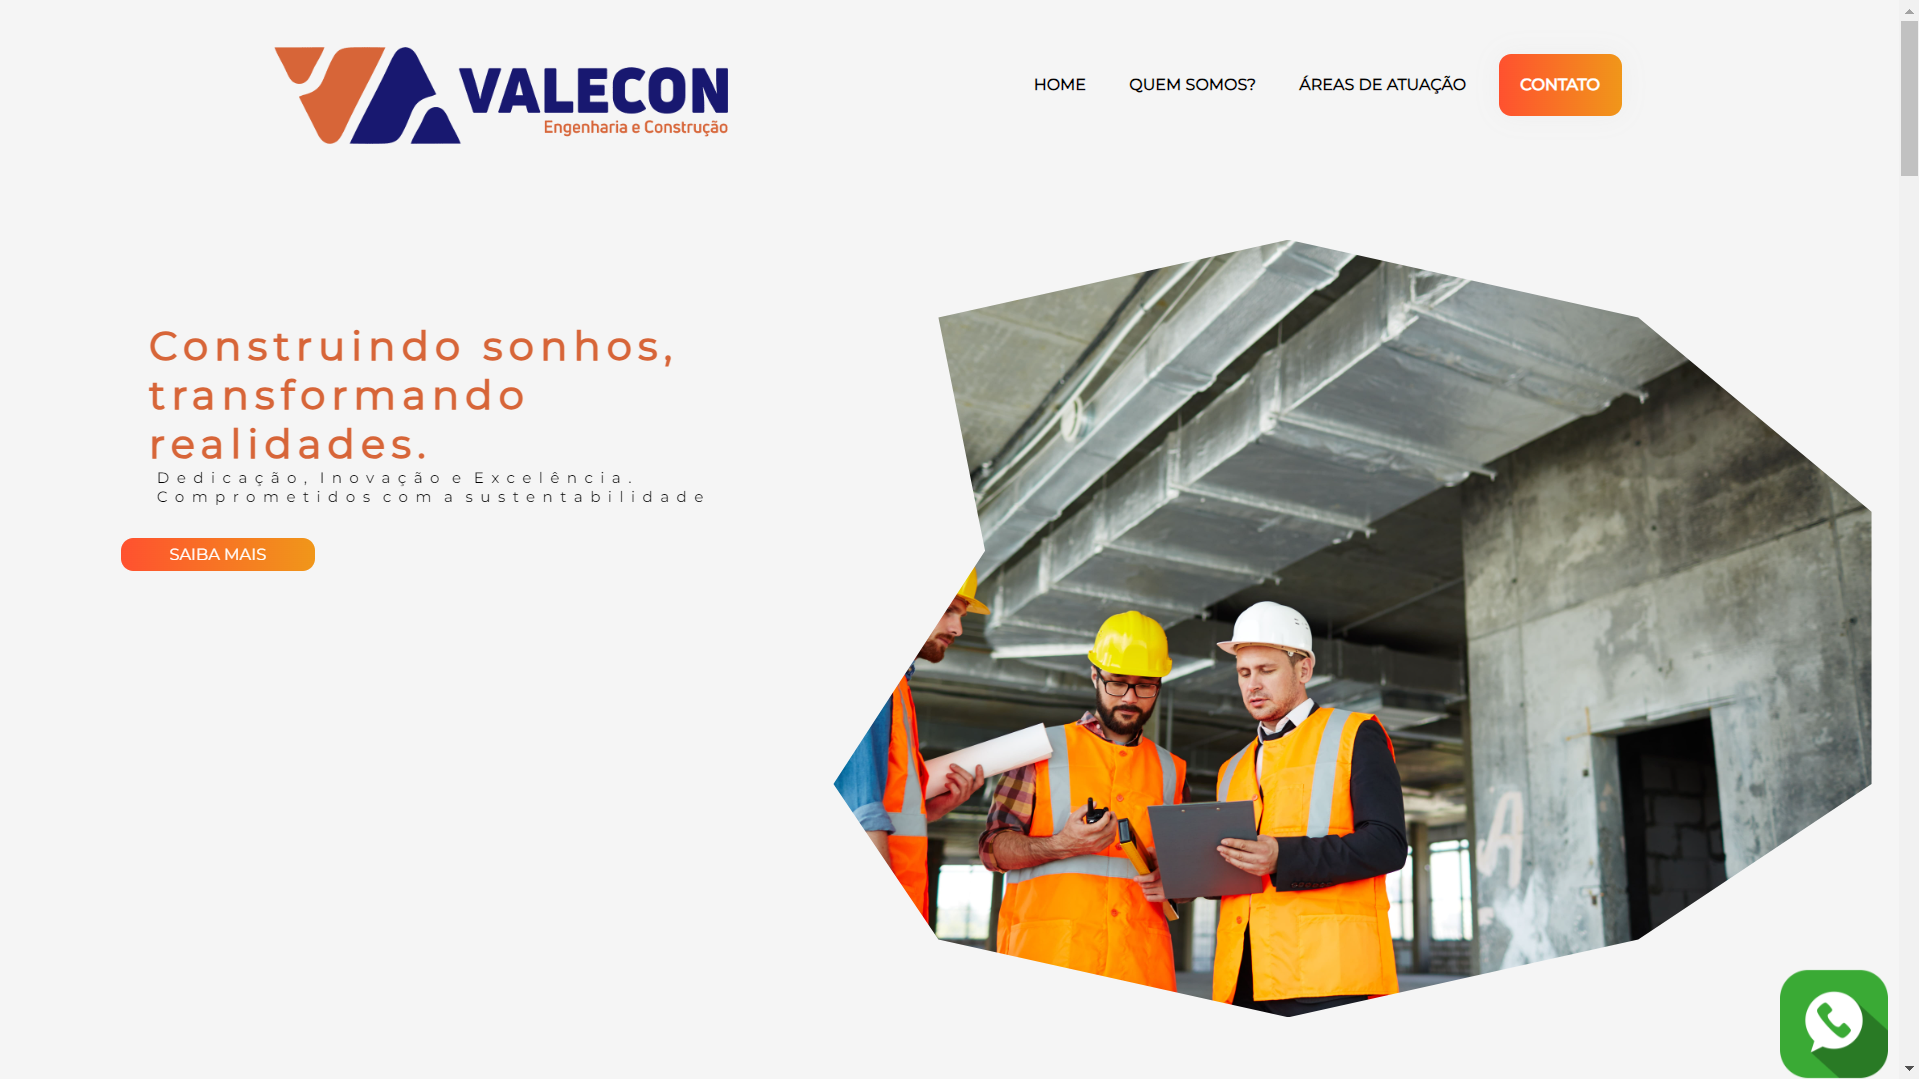 VALECON
Engenharia e Construção
HOME
QUEM SOMOS?
ÁREAS DE ATUAÇÃO
CONTATO
Construindo sonhos,
transformando
realidades.
Dedicação, Inovação e Excelência.
Comprometidos com a sustentabilidade
SAIBA MAIS
A